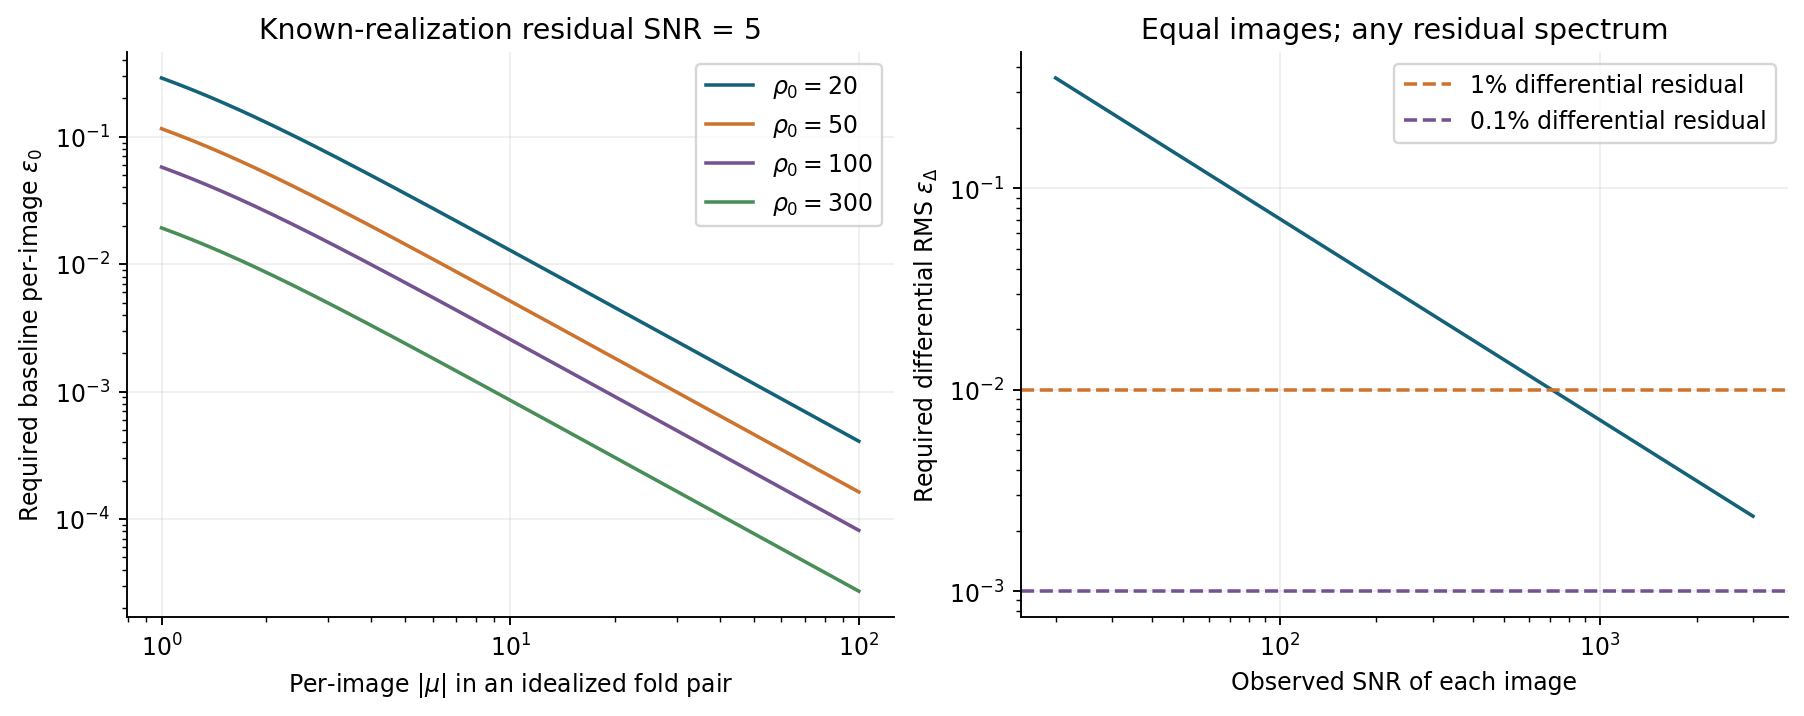 Known-realization residual SNR = 5
Required baseline per-image ε₀
10⁻¹
10⁻²
10⁻³
10⁻⁴
ρ₀ = 20
ρ₀ = 50
ρ₀ = 100
ρ₀ = 300
10⁰
10¹
10²
Per-image |μ| in an idealized fold pair
Equal images; any residual spectrum
Required differential RMS ε_Δ
10⁻¹
10⁻²
10⁻³
1% differential residual
0.1% differential residual
10²
10³
Observed SNR of each image